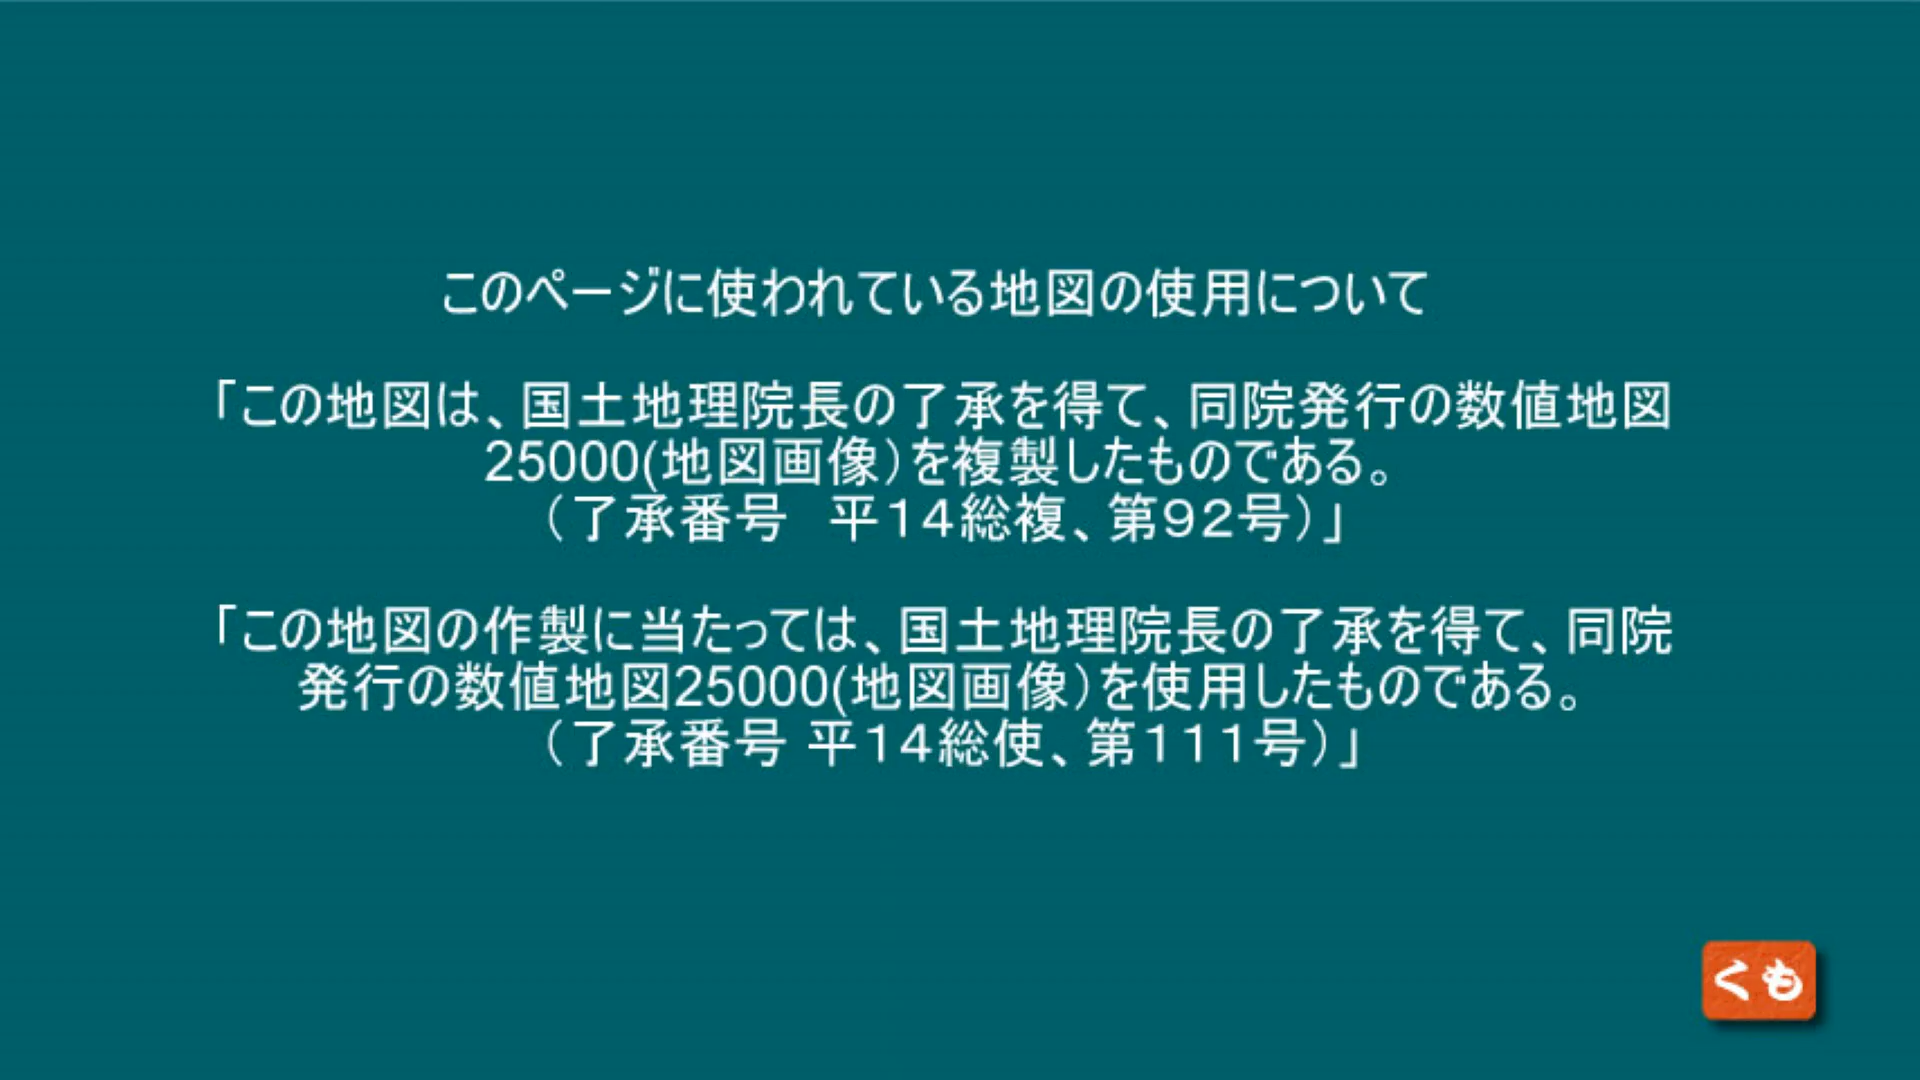 このページに使われている地図の使用について
「この地図は、国土地理院長の了承を得て、同院発行の数値地図
25000(地図画像）を複製したものである。
（了承番号　平１４総複、第９２号）」
「この地図の作製に当たっては、国土地理院長の了承を得て、同院
発行の数値地図25000(地図画像）を使用したものである。
（了承番号 平１４総使、第１１１号）」
くも